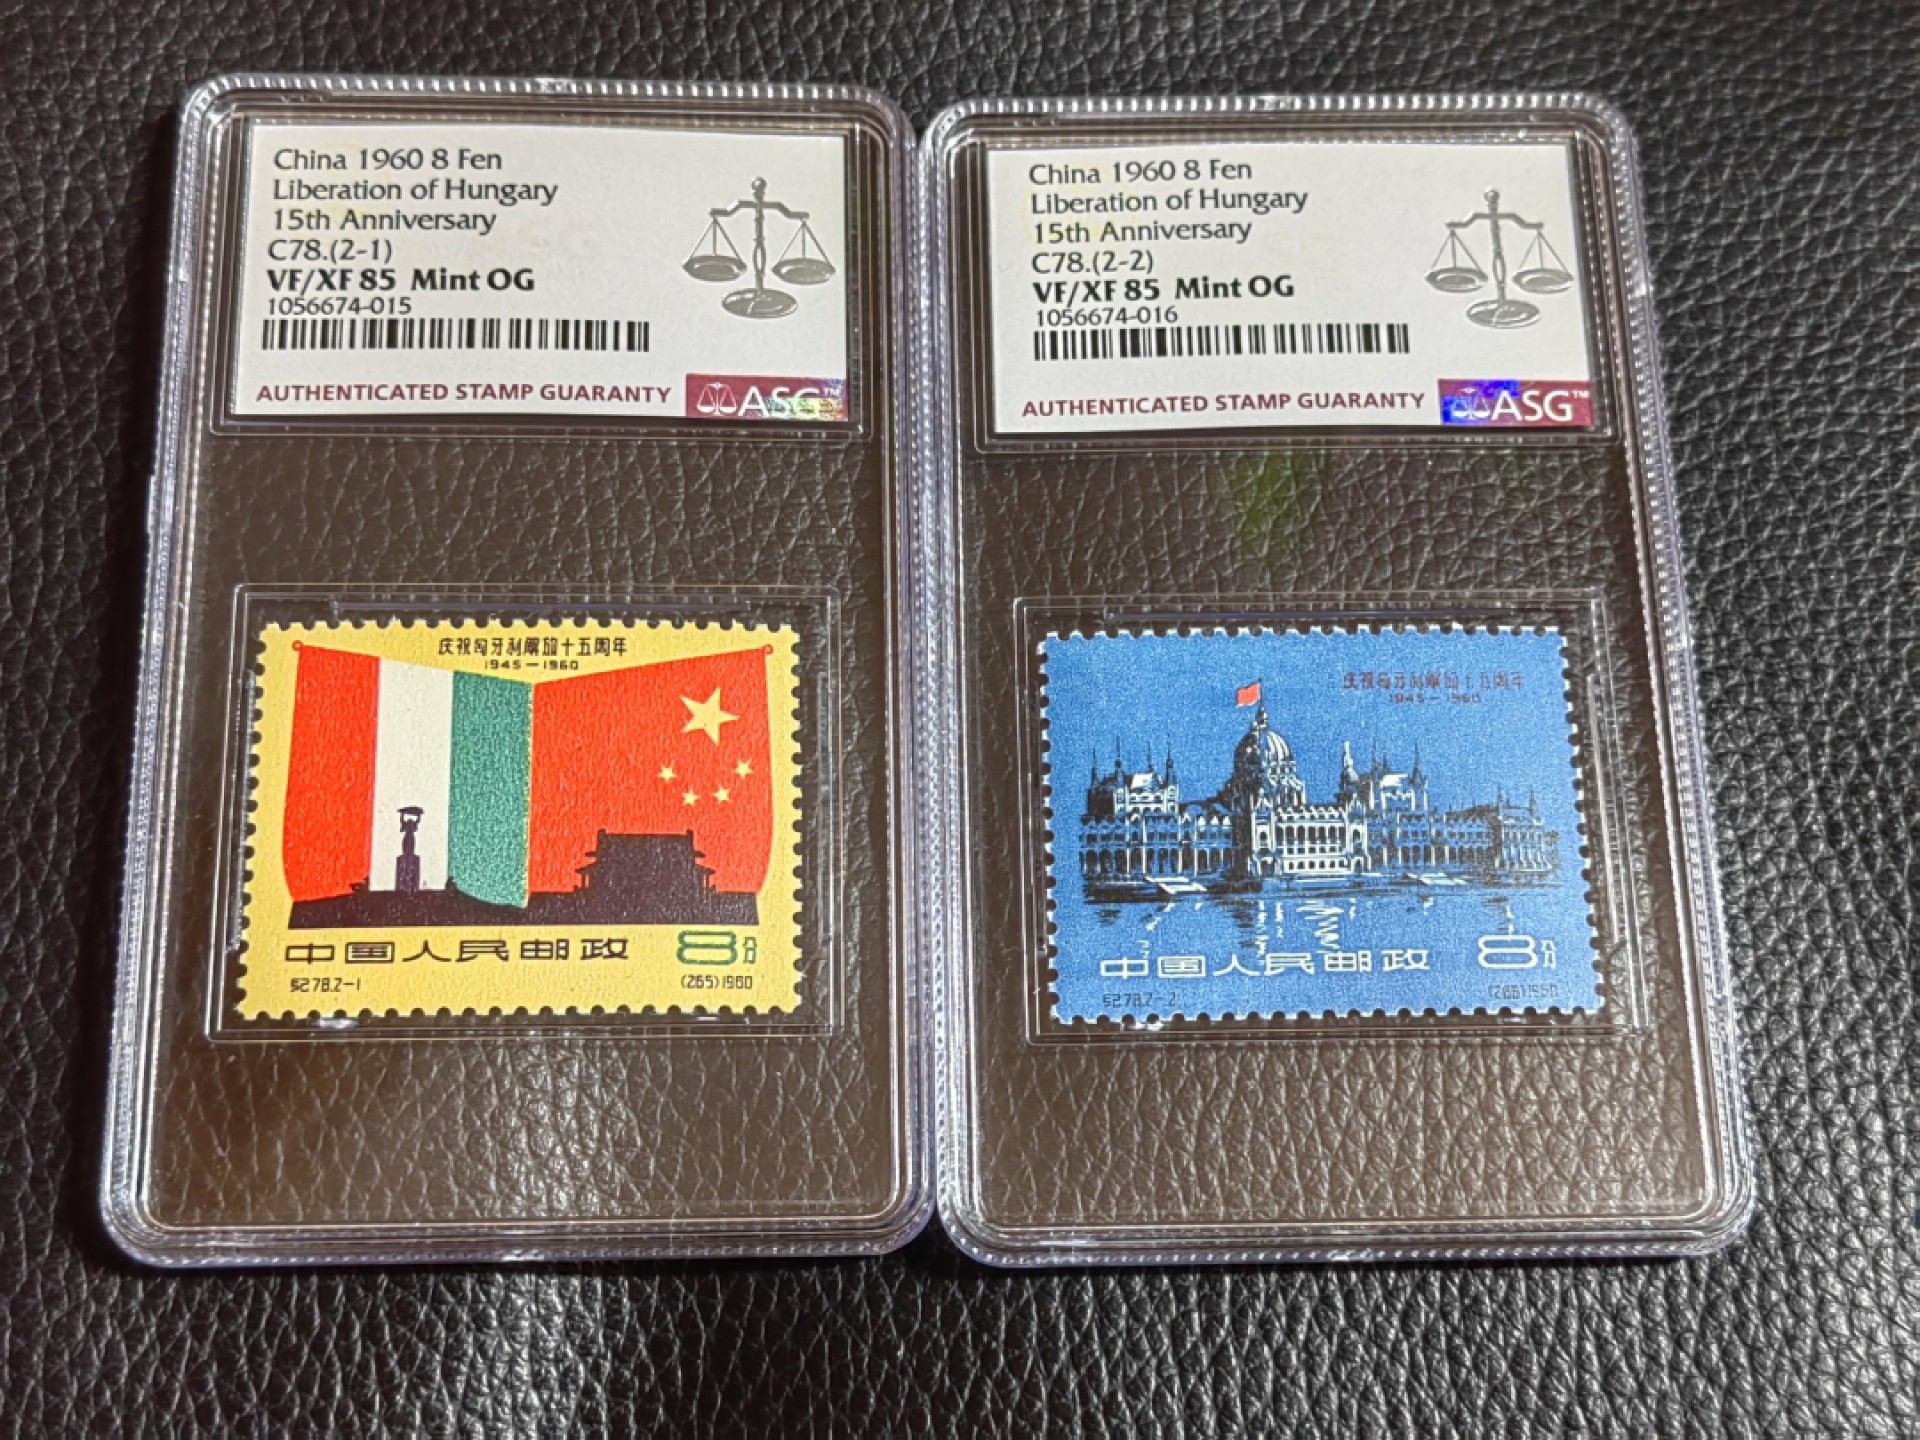 China 1960 8 Fen
Liberation of Hungary
15th Anniversary
C78.(2-1)
VF/XF 85 Mint OG
1056674-015
AUTHENTICATED STAMP GUARANTY
ASG™
庆祝匈牙利解放十五周年
1945—1960
中国人民邮政
8分
纪78.2-1
(265)1960
China 1960 8 Fen
Liberation of Hungary
15th Anniversary
C78.(2-2)
VF/XF 85 Mint OG
1056674-016
AUTHENTICATED STAMP GUARANTY
ASG™
庆祝匈牙利解放十五周年
1945—1960
中国人民邮政
8分
纪78.2-2
(266)1960